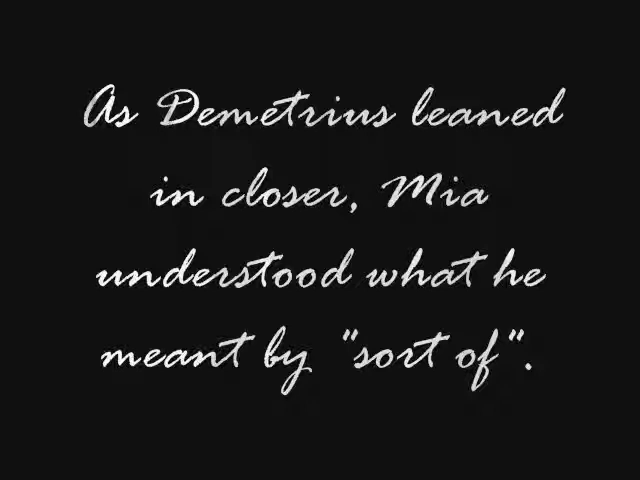 As Demetrius leaned
in closer, Mia
understood what he
meant by "sort of".